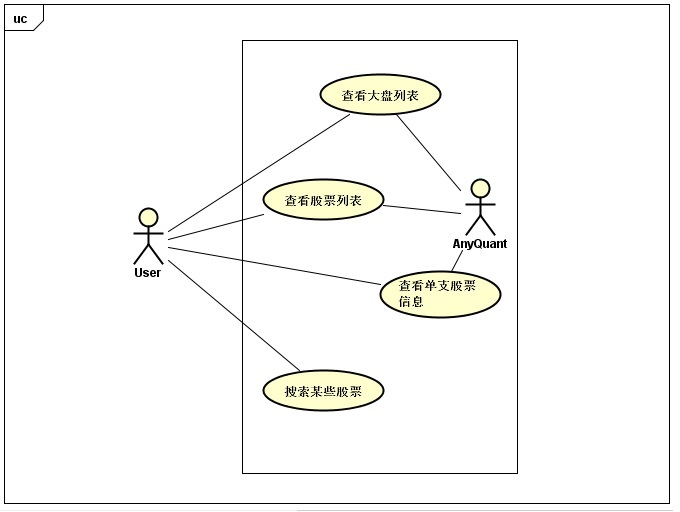 uc
查看大盘列表
查看股票列表
AnyQuant
User
查看单支股票
信息
搜索某些股票